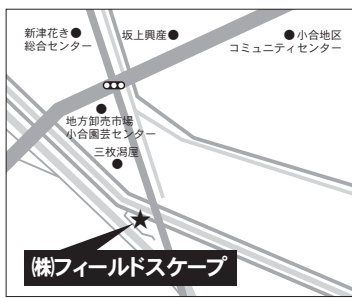 新津花き
総合センター
坂上興産
小合地区
コミュニティセンター
地方卸売市場
小合園芸センター
三枚潟屋
㈱フィールドスケープ